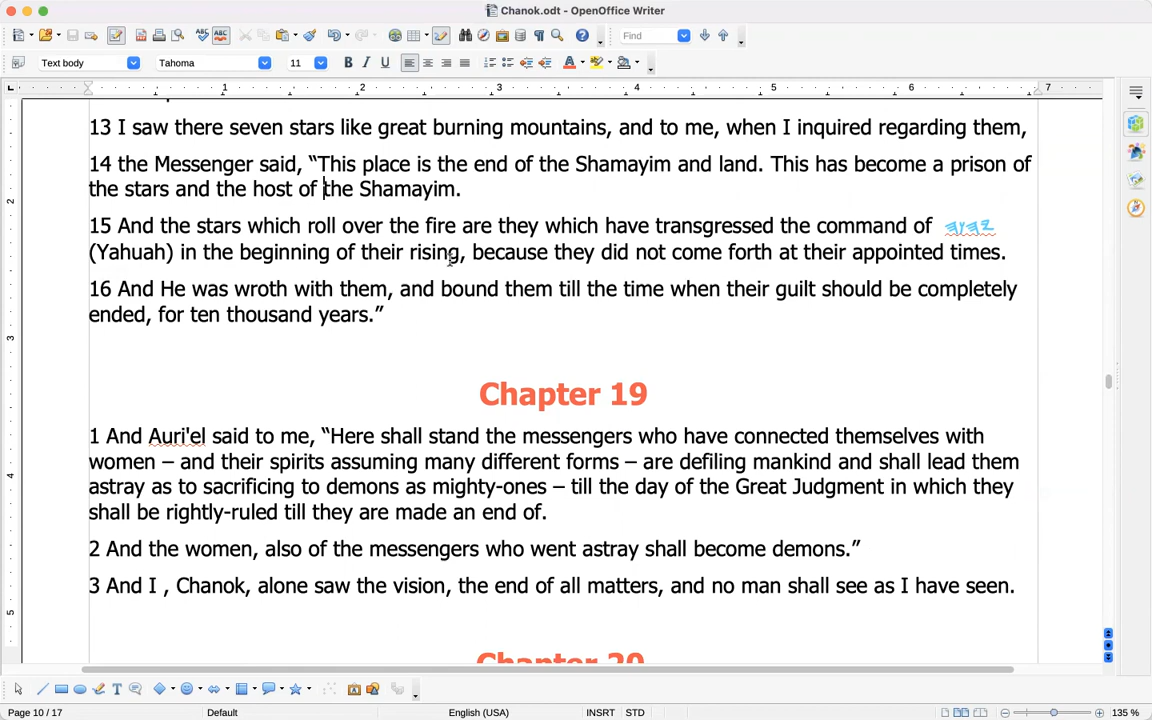 Chanok.odt - OpenOffice Writer
Find
Text body Tahoma 11 B I U
1 2 3 4 5 6 7
13 I saw there seven stars like great burning mountains, and to me, when I inquired regarding them,
14 the Messenger said, “This place is the end of the Shamayim and land. This has become a prison of
the stars and the host of the Shamayim.
15 And the stars which roll over the fire are they which have transgressed the command of 𐤉𐤄𐤅𐤄
(Yahuah) in the beginning of their rising, because they did not come forth at their appointed times.
16 And He was wroth with them, and bound them till the time when their guilt should be completely
ended, for ten thousand years.”
Chapter 19
1 And Auri'el said to me, “Here shall stand the messengers who have connected themselves with
women – and their spirits assuming many different forms – are defiling mankind and shall lead them
astray as to sacrificing to demons as mighty-ones – till the day of the Great Judgment in which they
shall be rightly-ruled till they are made an end of.
2 And the women, also of the messengers who went astray shall become demons.”
3 And I , Chanok, alone saw the vision, the end of all matters, and no man shall see as I have seen.
Chapter 20
Page 10 / 17 Default English (USA) INSRT STD 135 %